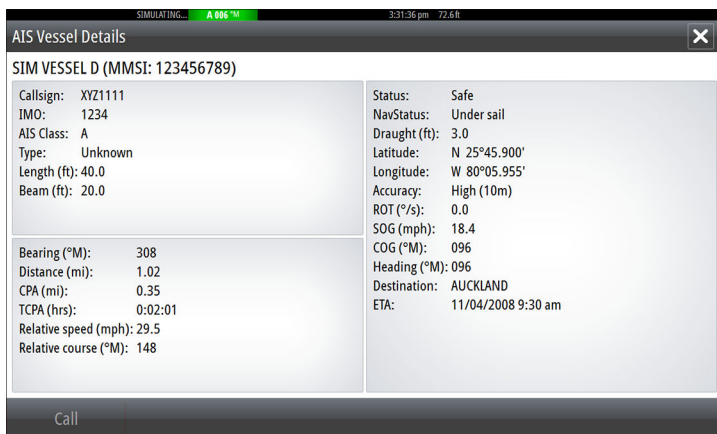 SIMULATING... A 006 °M 3:31:36 pm 72.6 ft
AIS Vessel Details
SIM VESSEL D (MMSI: 123456789)
Callsign: XYZ1111
IMO: 1234
AIS Class: A
Type: Unknown
Length (ft): 40.0
Beam (ft): 20.0
Bearing (°M): 308
Distance (mi): 1.02
CPA (mi): 0.35
TCPA (hrs): 0:02:01
Relative speed (mph): 29.5
Relative course (°M): 148
Status: Safe
NavStatus: Under sail
Draught (ft): 3.0
Latitude: N 25°45.900'
Longitude: W 80°05.955'
Accuracy: High (10m)
ROT (°/s): 0.0
SOG (mph): 18.4
COG (°M): 096
Heading (°M): 096
Destination: AUCKLAND
ETA: 11/04/2008 9:30 am
Call